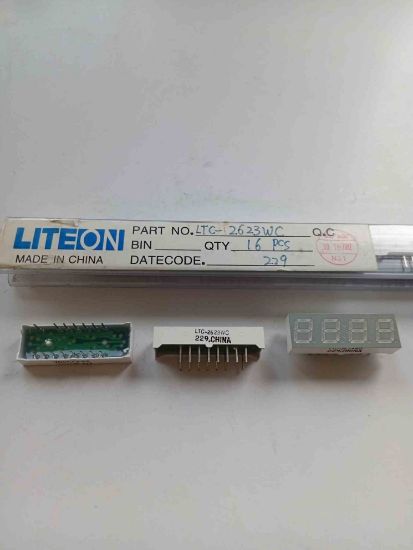 LITEON
MADE IN CHINA
PART NO. LTC-2623WC Q.C
BIN QTY 16 PCS
DATECODE. 229
LTC-2623WC
229,CHINA